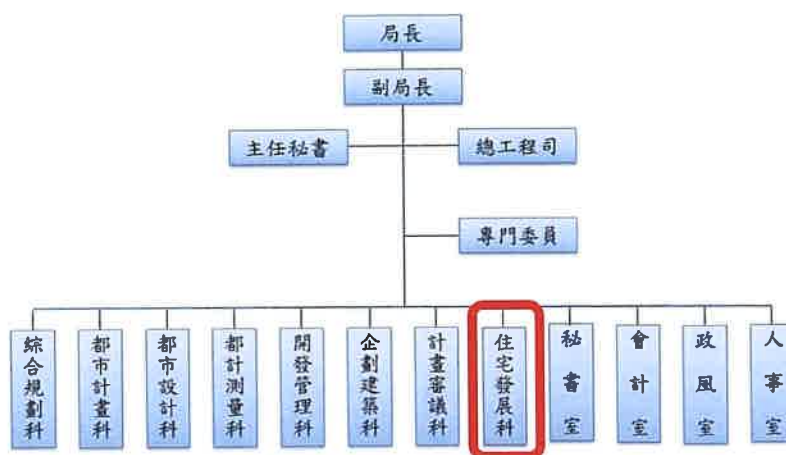 局長
副局長
主任秘書
總工程司
專門委員
綜合規劃科
都市計畫科
都市設計科
都計測量科
開發管理科
企劃建築科
計畫審議科
住宅發展科
秘書室
會計室
政風室
人事室